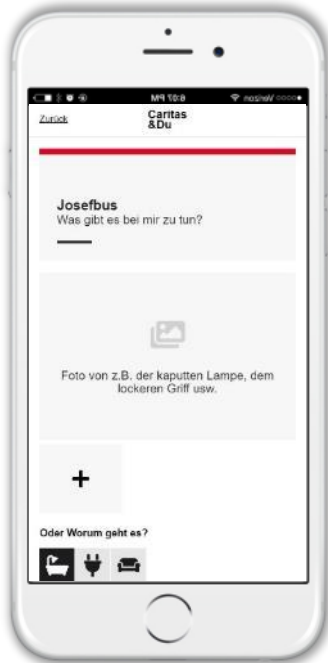 Zurück
Caritas
&Du
Josefbus
Was gibt es bei mir zu tun?
Foto von z.B. der kaputten Lampe, dem
lockeren Griff usw.
+
Oder Worum geht es?